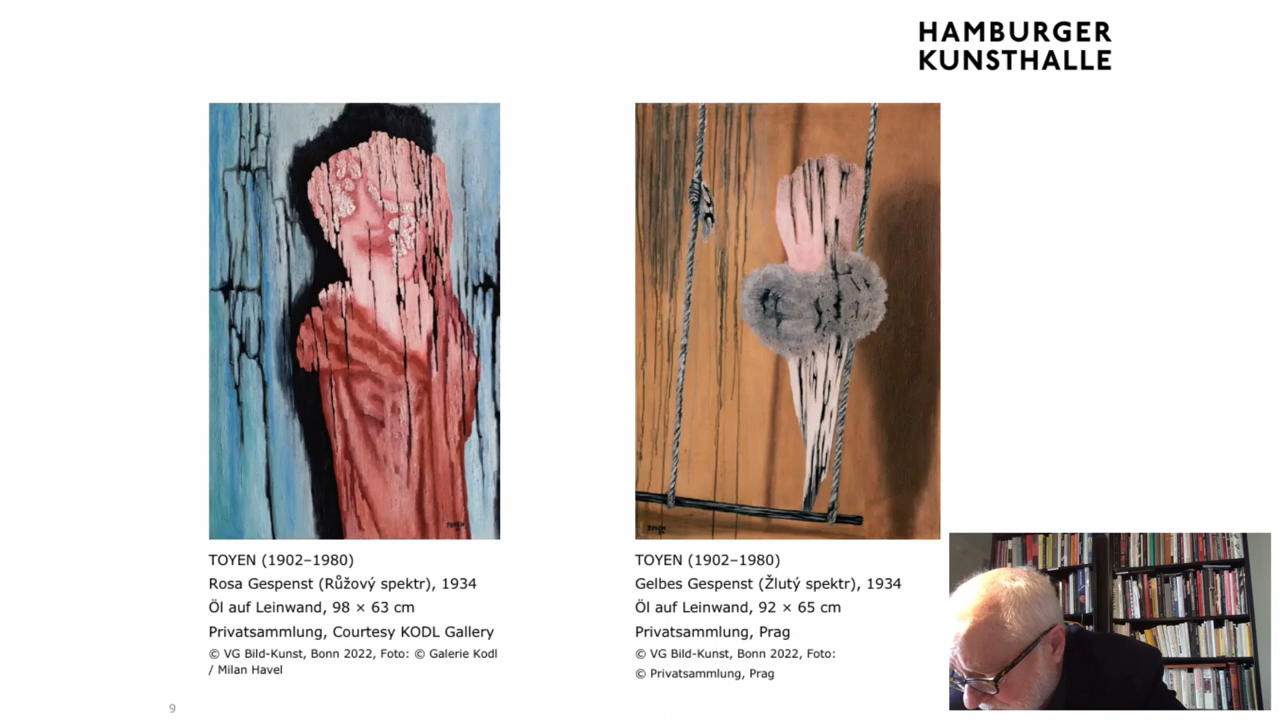 HAMBURGER
KUNSTHALLE
TOYEN (1902–1980)
Rosa Gespenst (Růžový spektr), 1934
Öl auf Leinwand, 98 × 63 cm
Privatsammlung, Courtesy KODL Gallery
© VG Bild-Kunst, Bonn 2022, Foto: © Galerie Kodl
/ Milan Havel
TOYEN (1902–1980)
Gelbes Gespenst (Žlutý spektr), 1934
Öl auf Leinwand, 92 × 65 cm
Privatsammlung, Prag
© VG Bild-Kunst, Bonn 2022, Foto:
© Privatsammlung, Prag
9